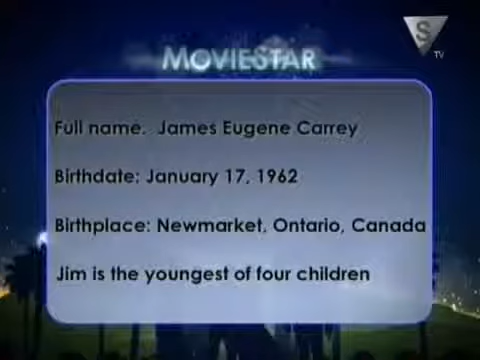 S
TV
MOVIESTAR
Full name. James Eugene Carrey
Birthdate: January 17, 1962
Birthplace: Newmarket, Ontario, Canada
Jim is the youngest of four children